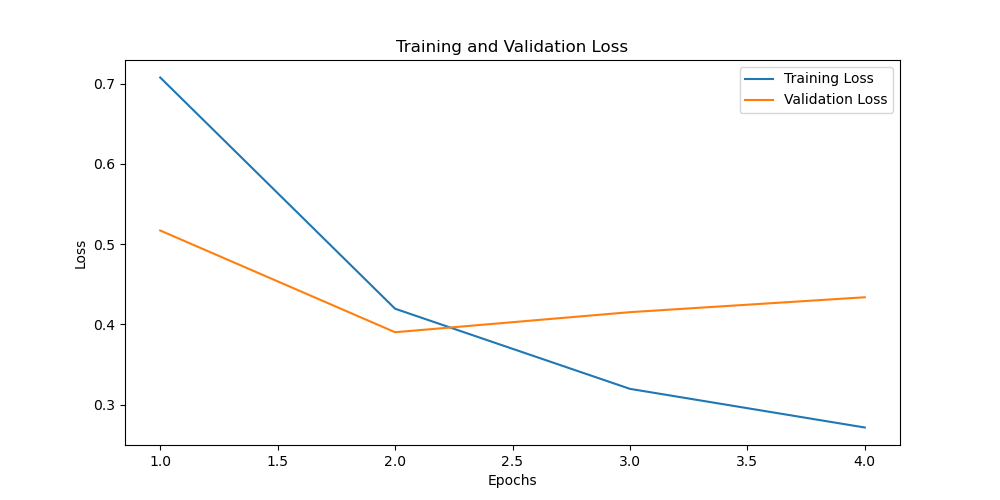 Training and Validation Loss
Training Loss
Validation Loss
0.7
0.6
0.5
0.4
0.3
Loss
1.0 1.5 2.0 2.5 3.0 3.5 4.0
Epochs